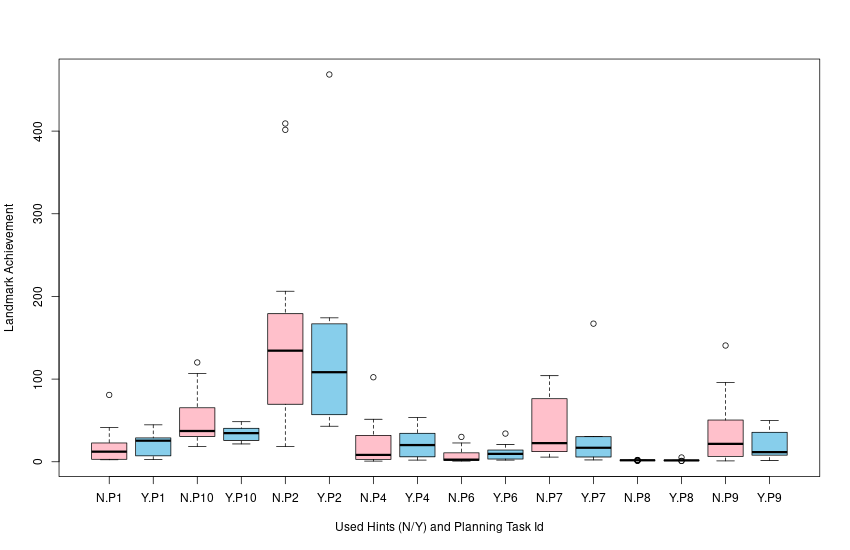 Landmark Achievement
400
300
200
100
0
N.P1 Y.P1 N.P10 Y.P10 N.P2 Y.P2 N.P4 Y.P4 N.P6 Y.P6 N.P7 Y.P7 N.P8 Y.P8 N.P9 Y.P9
Used Hints (N/Y) and Planning Task Id